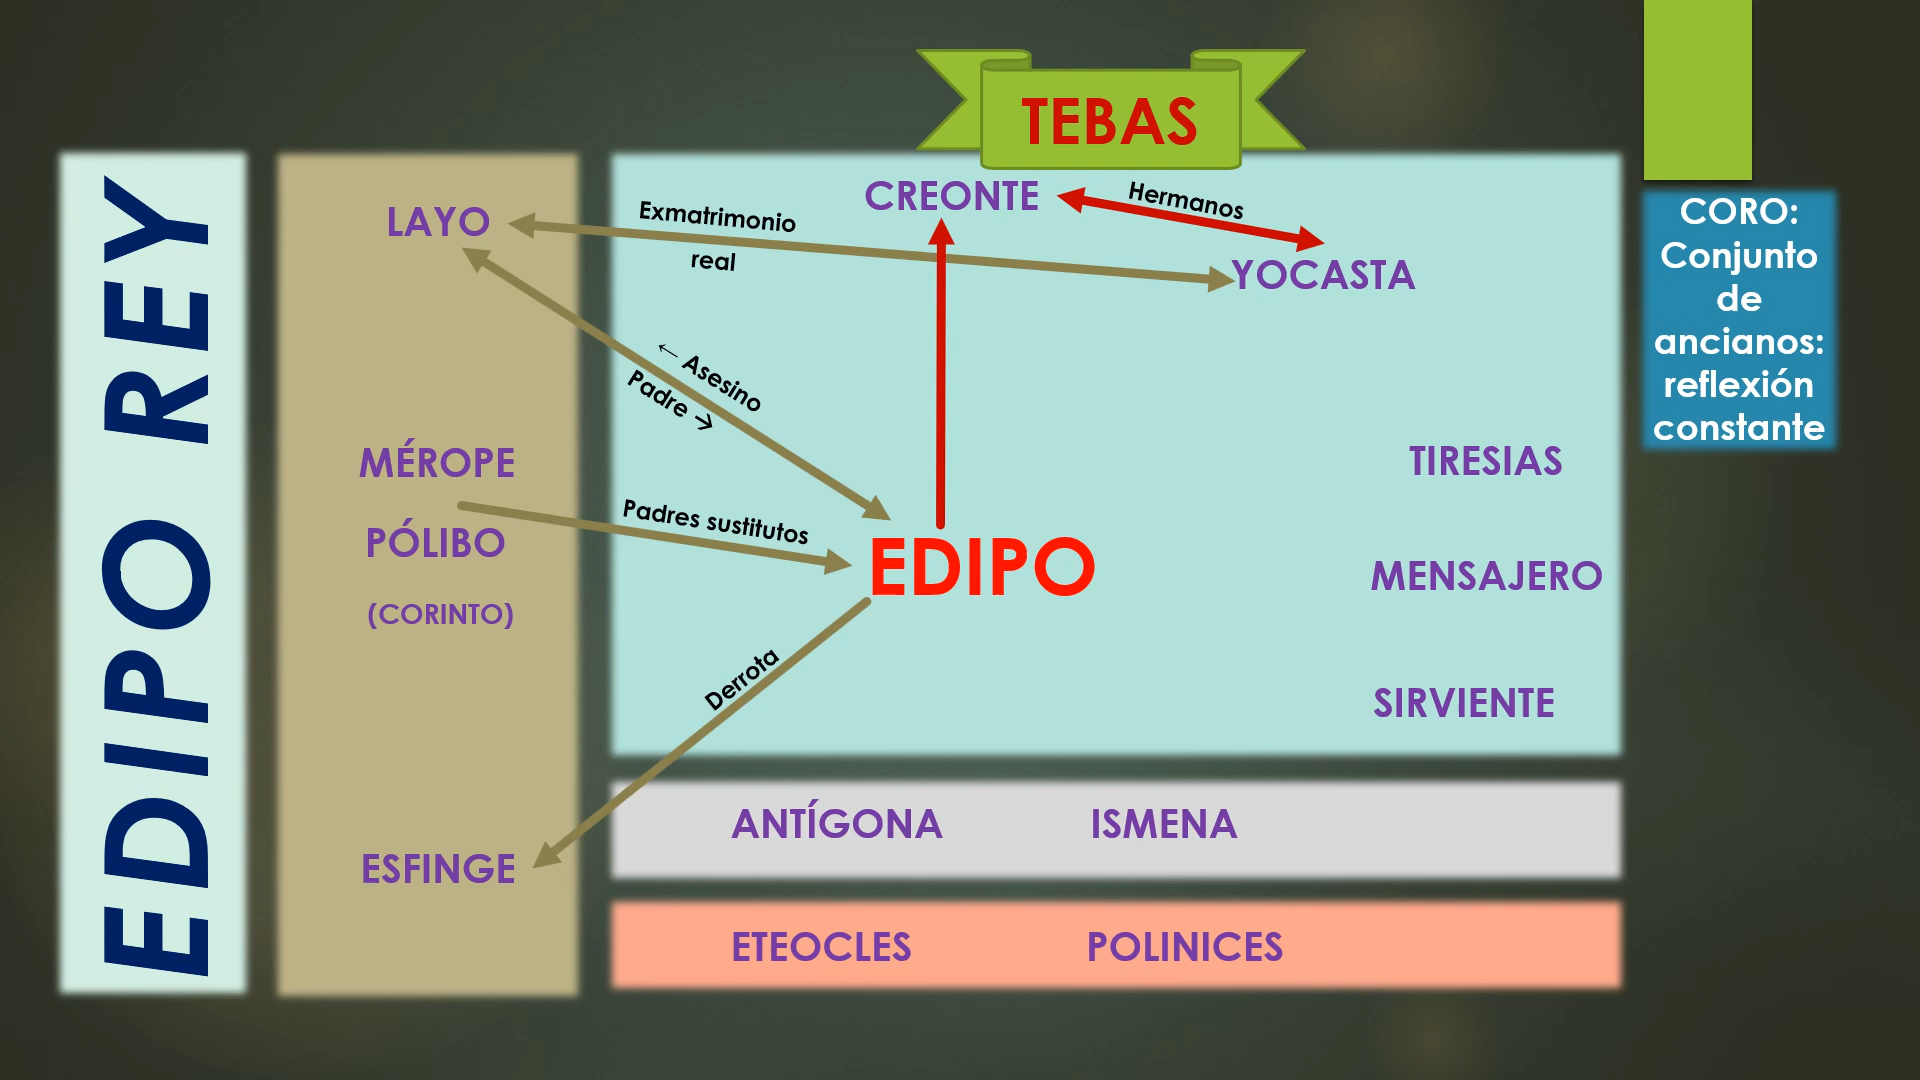 EDIPO REY
TEBAS
LAYO
Exmatrimonio
real
CREONTE
Hermanos
YOCASTA
← Asesino
Padre →
MÉROPE
PÓLIBO
(CORINTO)
Padres sustitutos
EDIPO
TIRESIAS
MENSAJERO
SIRVIENTE
Derrota
ESFINGE
ANTÍGONA ISMENA
ETEOCLES POLINICES
CORO:
Conjunto
de
ancianos:
reflexión
constante